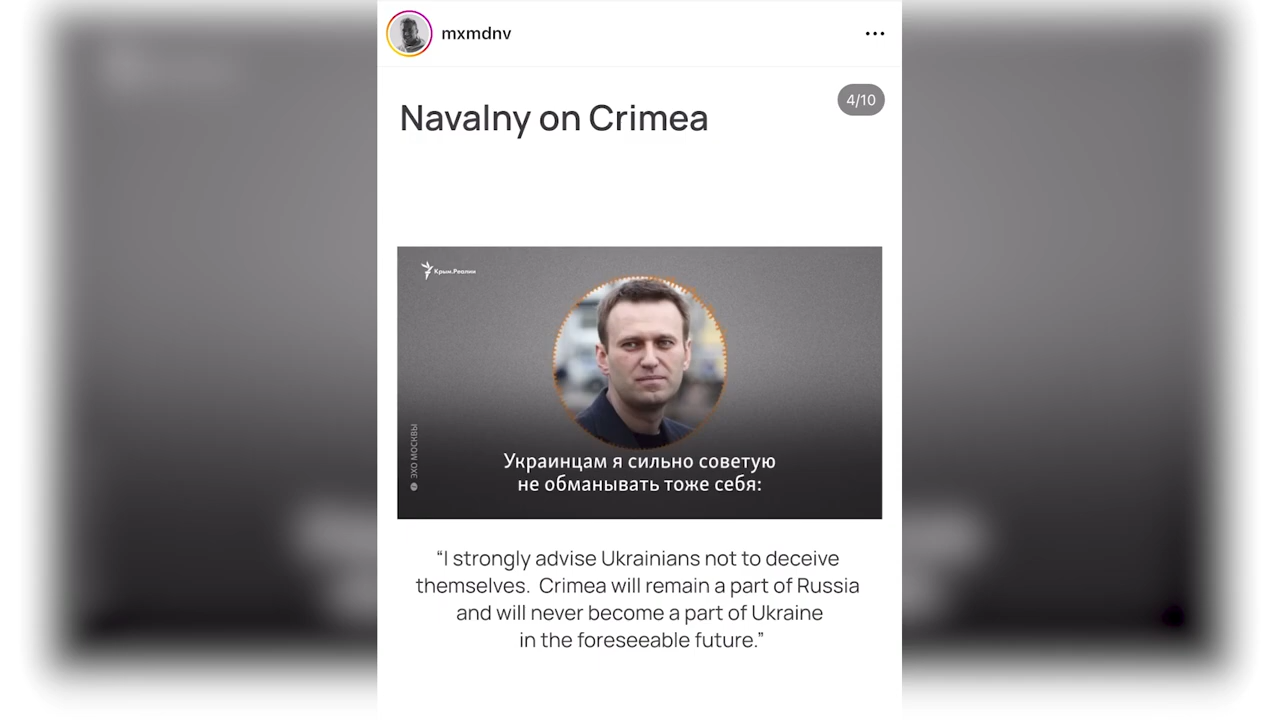 mxmdnv
4/10
Navalny on Crimea
Крым.Реалии
ЭХО МОСКВЫ
Украинцам я сильно советую
не обманывать тоже себя:
“I strongly advise Ukrainians not to deceive
themselves. Crimea will remain a part of Russia
and will never become a part of Ukraine
in the foreseeable future.”